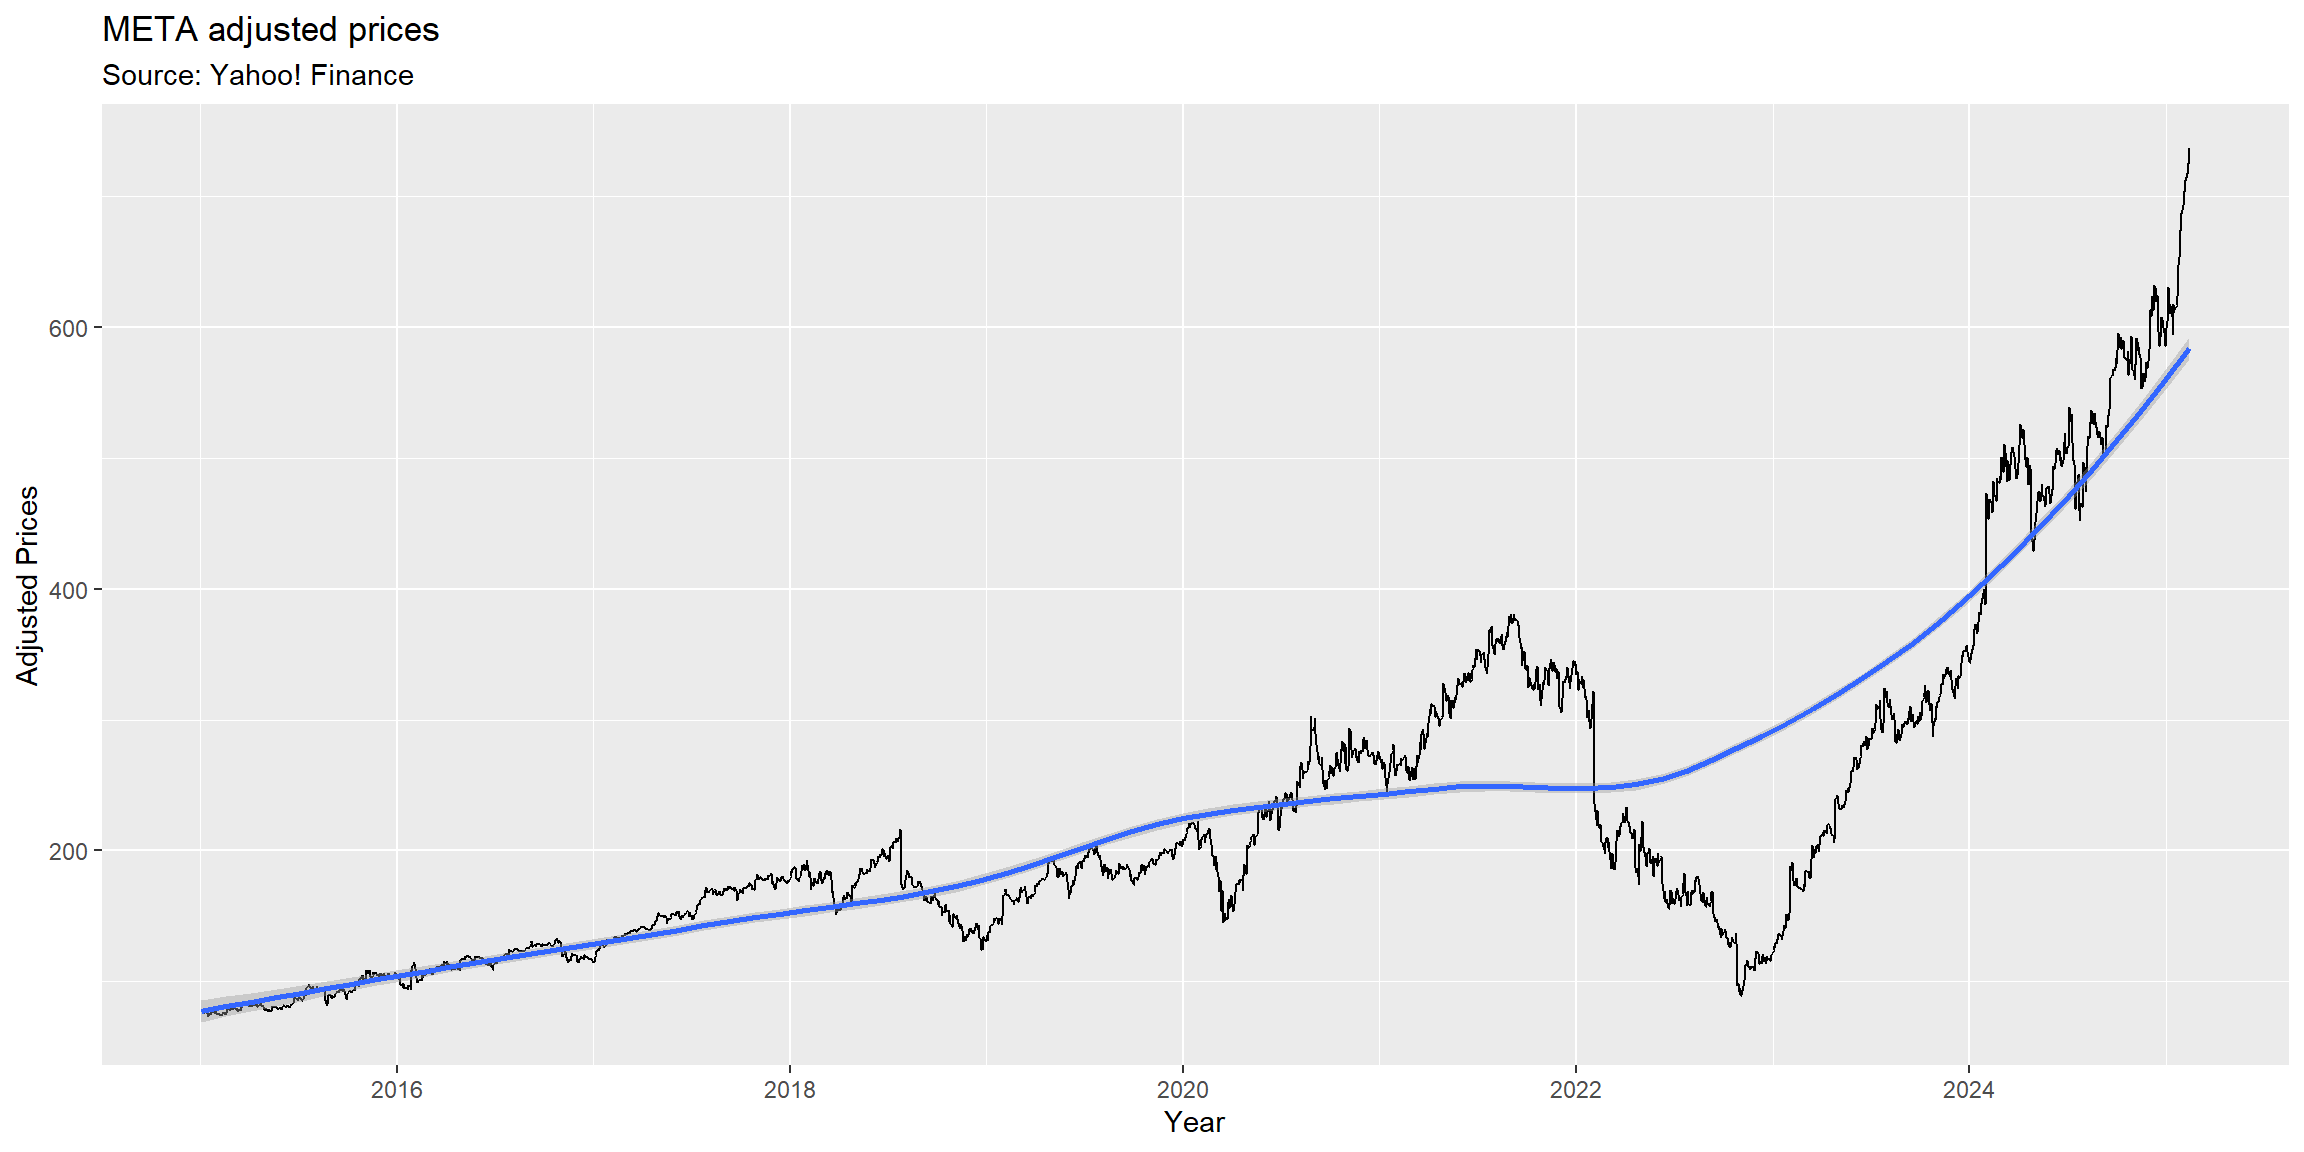 META adjusted prices
Source: Yahoo! Finance
Adjusted Prices
600
400
200
2016 2018 2020 2022 2024
Year